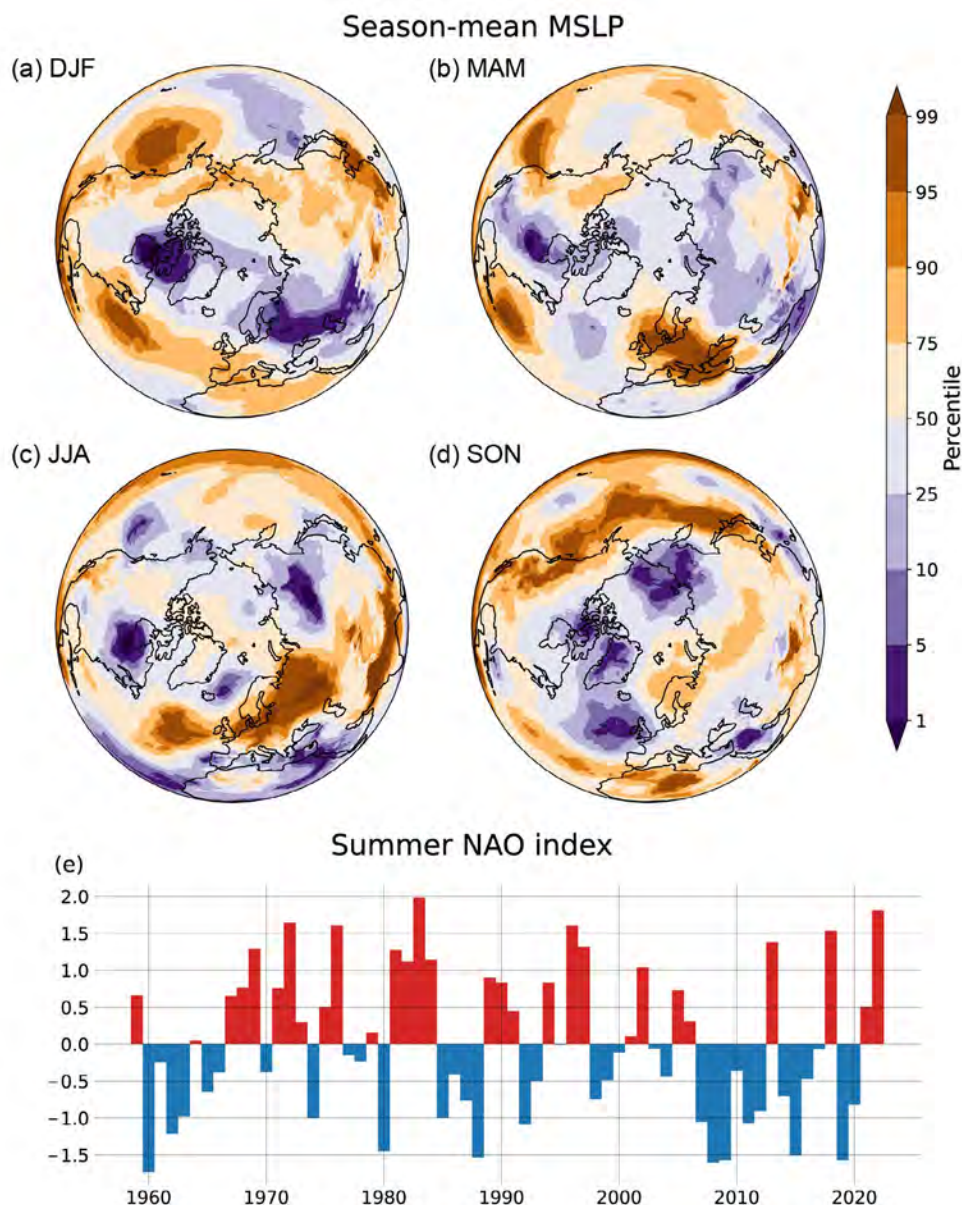 Season-mean MSLP
(a) DJF
(b) MAM
(c) JJA
(d) SON
99
95
90
75
50
25
10
5
1
Percentile
Summer NAO index
(e)
2.0
1.5
1.0
0.5
0.0
−0.5
−1.0
−1.5
1960 1970 1980 1990 2000 2010 2020